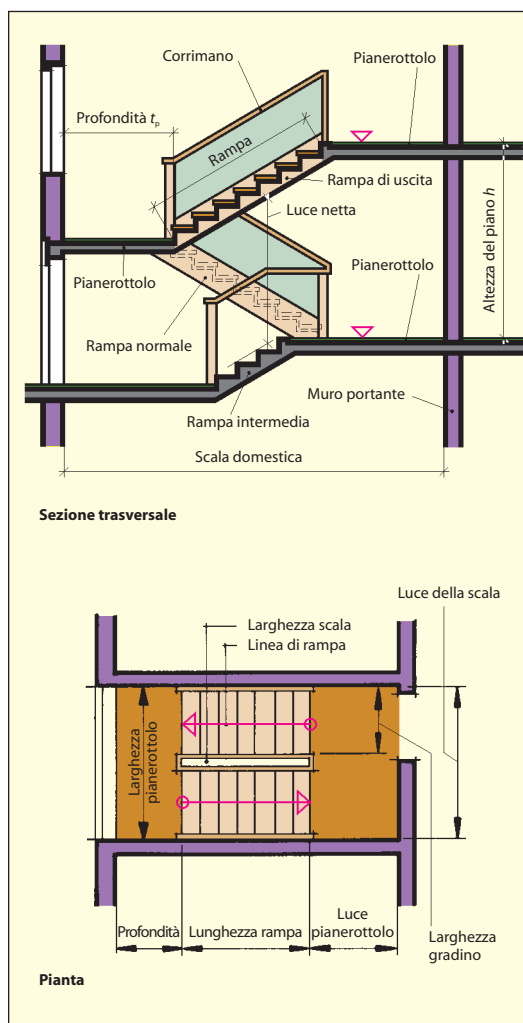 Corrimano
Pianerottolo
Profondità tp
Rampa
Rampa di uscita
Luce netta
Altezza del piano h
Pianerottolo
Pianerottolo
Rampa normale
Muro portante
Rampa intermedia
Scala domestica
Sezione trasversale
Luce della scala
Larghezza scala
Linea di rampa
Larghezza
pianerottolo
Profondità
Lunghezza rampa
Luce
pianerottolo
Larghezza
gradino
Pianta